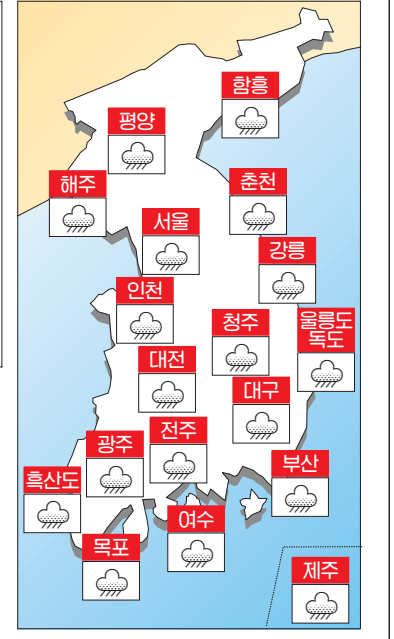 함흥
평양
해주
춘천
서울
강릉
인천
청주
울릉도
독도
대전
대구
전주
광주
부산
흑산도
여수
목포
제주